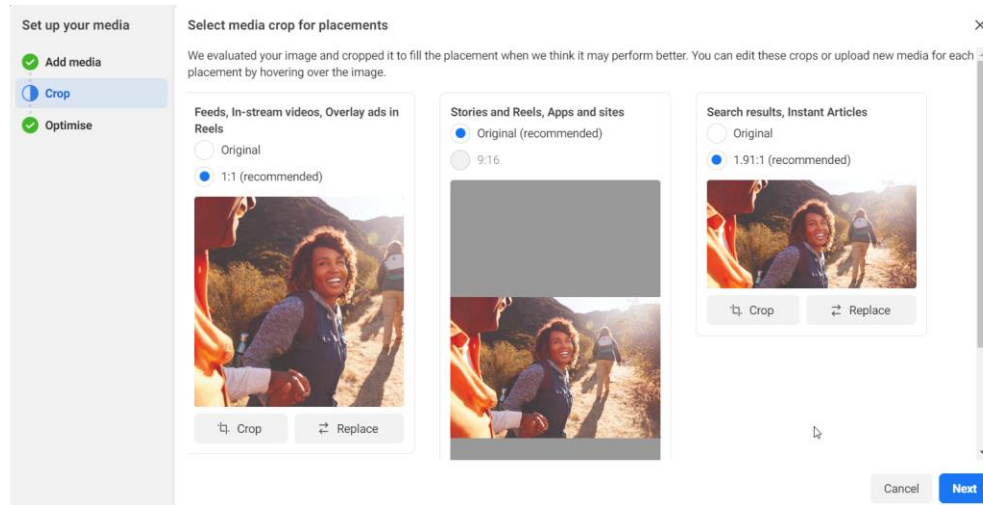 Set up your media
Add media
Crop
Optimise
Select media crop for placements
We evaluated your image and cropped it to fill the placement when we think it may perform better. You can edit these crops or upload new media for each
placement by hovering over the image.
Feeds, In-stream videos, Overlay ads in
Reels
Original
1:1 (recommended)
Crop
Replace
Stories and Reels, Apps and sites
Original (recommended)
9:16
Search results, Instant Articles
Original
1.91:1 (recommended)
Crop
Replace
Cancel
Next